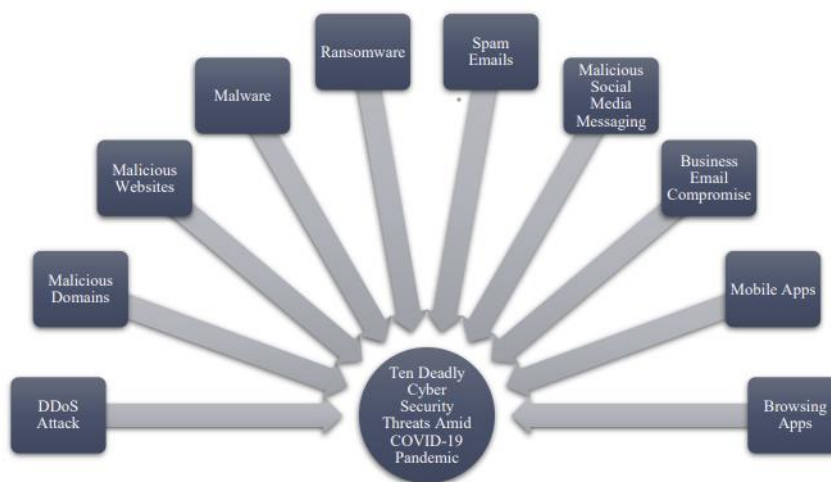 Ransomware
Spam
Emails
Malware
Malicious
Social
Media
Messaging
Malicious
Websites
Business
Email
Compromise
Malicious
Domains
Mobile Apps
DDoS
Attack
Ten Deadly
Cyber
Security
Threats Amid
COVID-19
Pandemic
Browsing
Apps